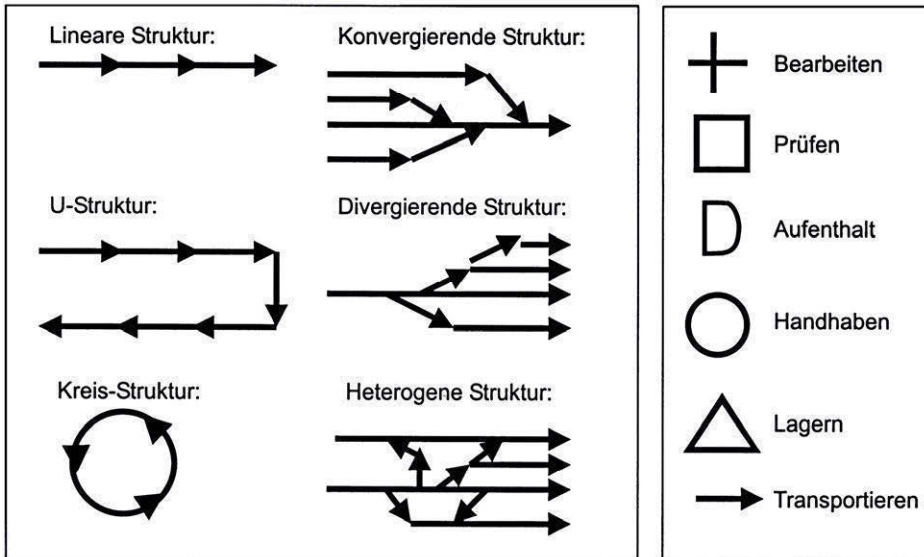 Lineare Struktur:
Konvergierende Struktur:
U-Struktur:
Divergierende Struktur:
Kreis-Struktur:
Heterogene Struktur:
Bearbeiten
Prüfen
Aufenthalt
Handhaben
Lagern
Transportieren